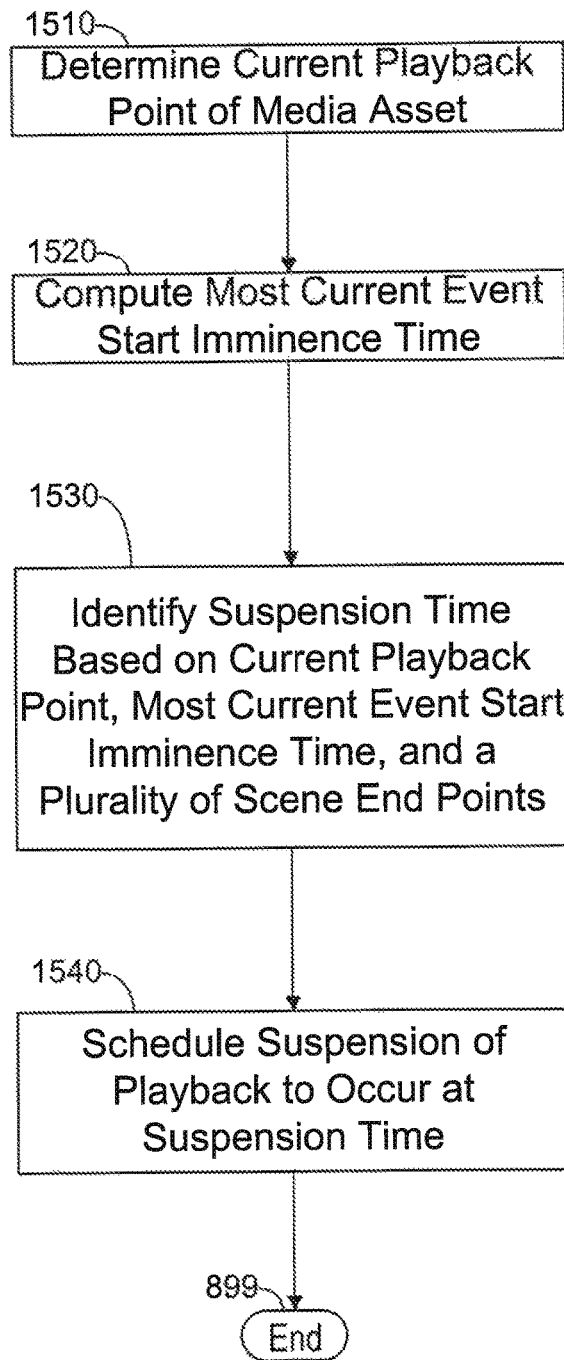 1510
Determine Current Playback
Point of Media Asset
1520
Compute Most Current Event
Start Imminence Time
1530
Identify Suspension Time
Based on Current Playback
Point, Most Current Event Start
Imminence Time, and a
Plurality of Scene End Points
1540
Schedule Suspension of
Playback to Occur at
Suspension Time
899
End